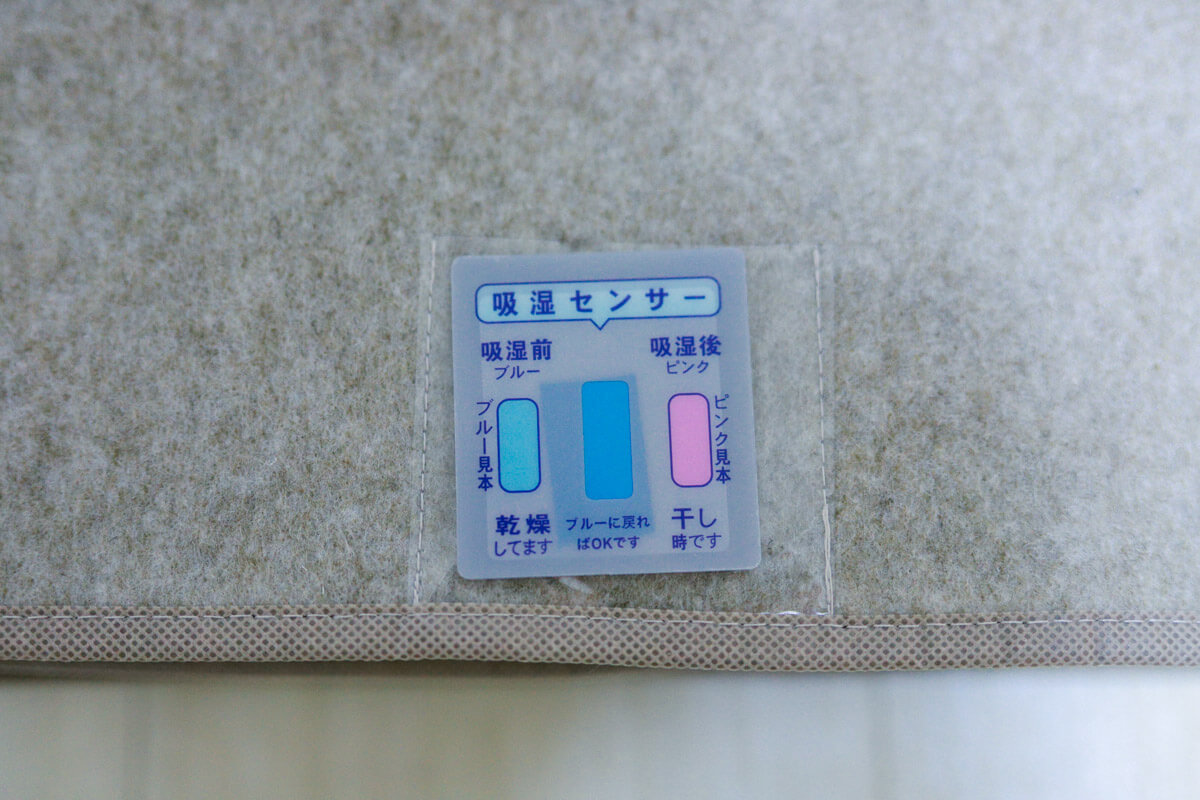 吸湿センサー
吸湿前
ブルー
ブルー見本
乾燥
してます
ブルーに戻れ
ばOKです
吸湿後
ピンク
ピンク見本
干し
時です